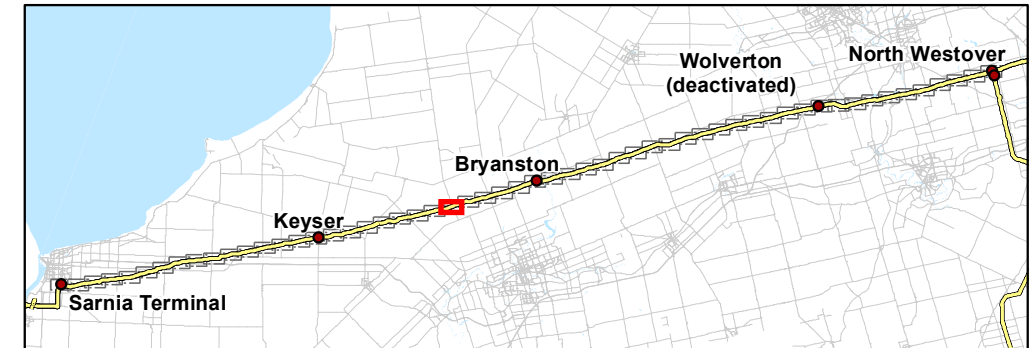 Wolverton
(deactivated)
North Westover
Bryanston
Keyser
Sarnia Terminal